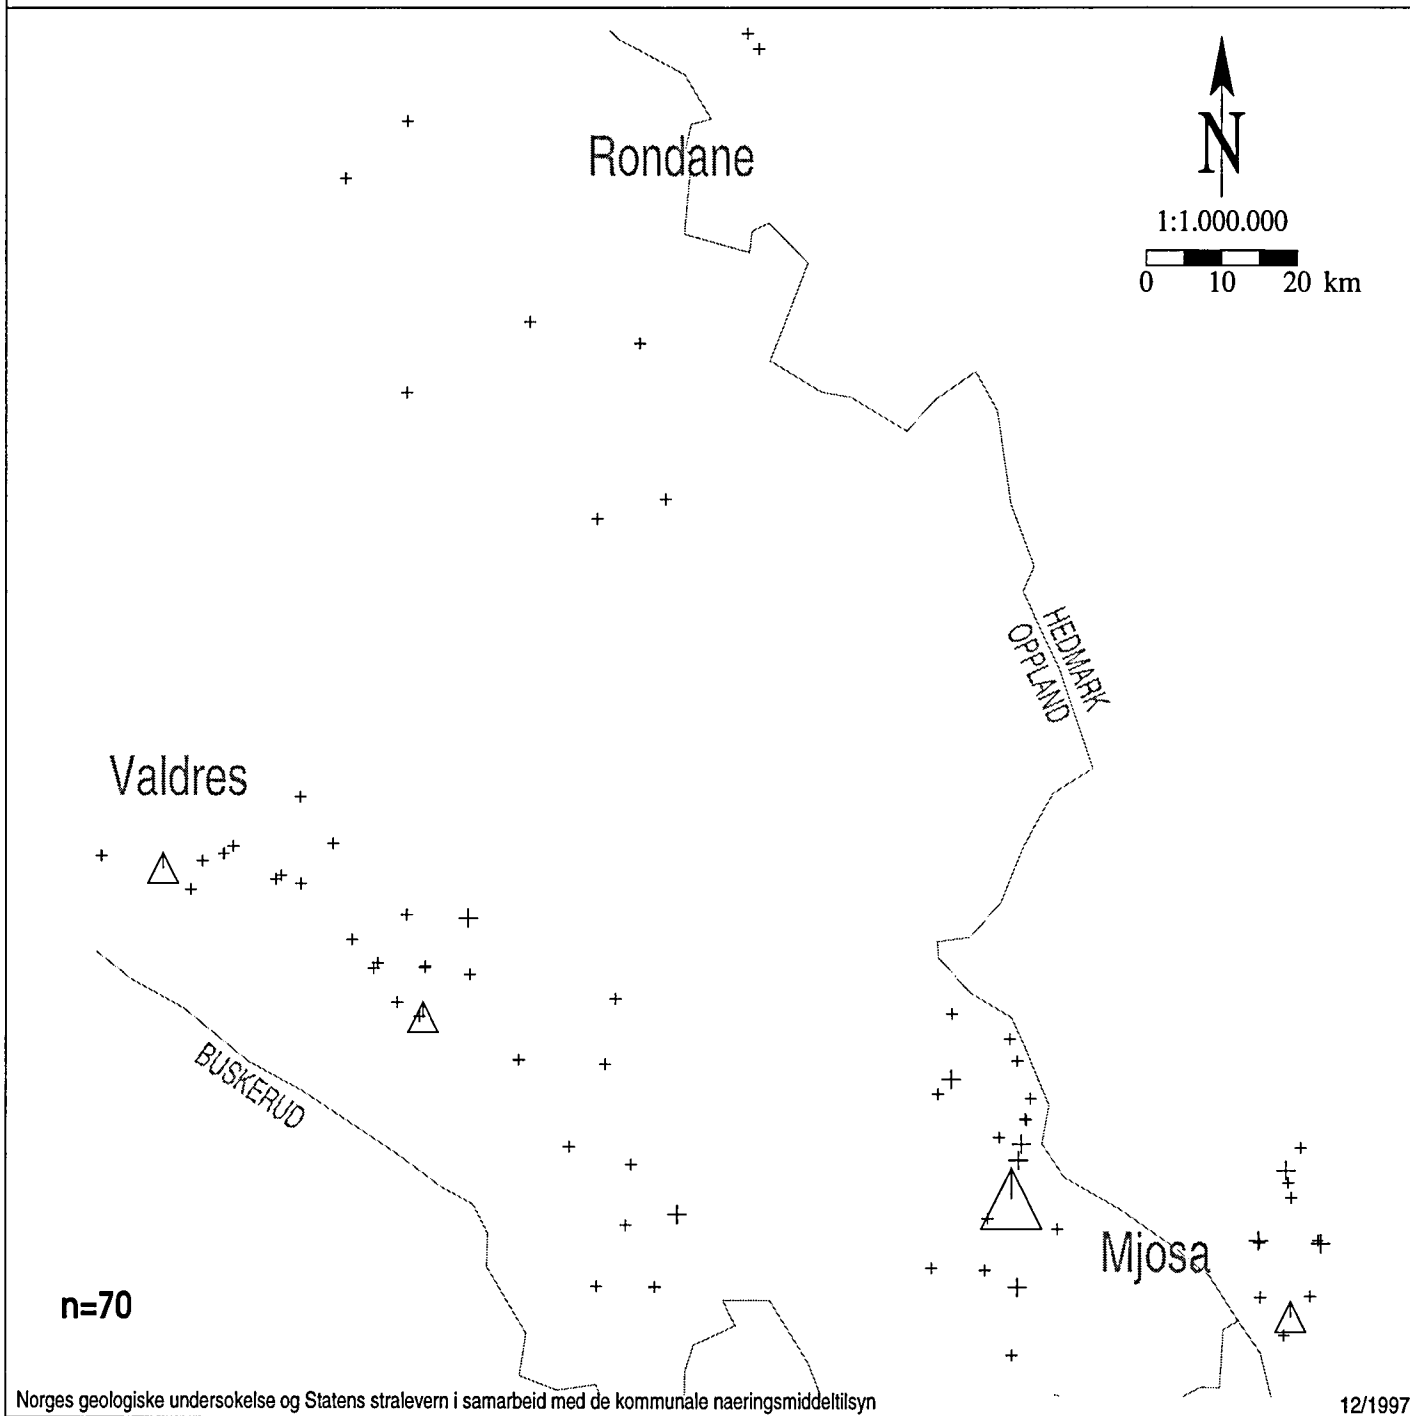 Rondane
N
1:1.000.000
0 10 20 km
HEDMARK
OPPLAND
Valdres
BUSKERUD
Mjosa
n=70
Norges geologiske undersokelse og Statens stralevern i samarbeid med de kommunale naeringsmiddeltilsyn
12/1997